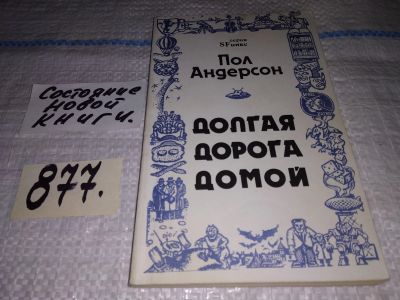 Состояние
новой
книги.
877.
серия
SFинкс
Пол
Андерсон
ДОЛГАЯ
ДОРОГА
ДОМОЙ